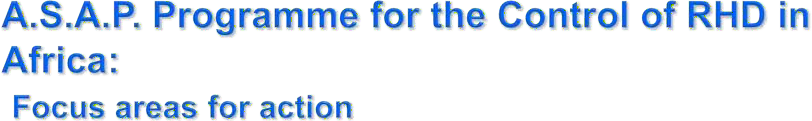 A.S.A.P. Programme for the Control of RHD in
Africa:
Focus areas for action